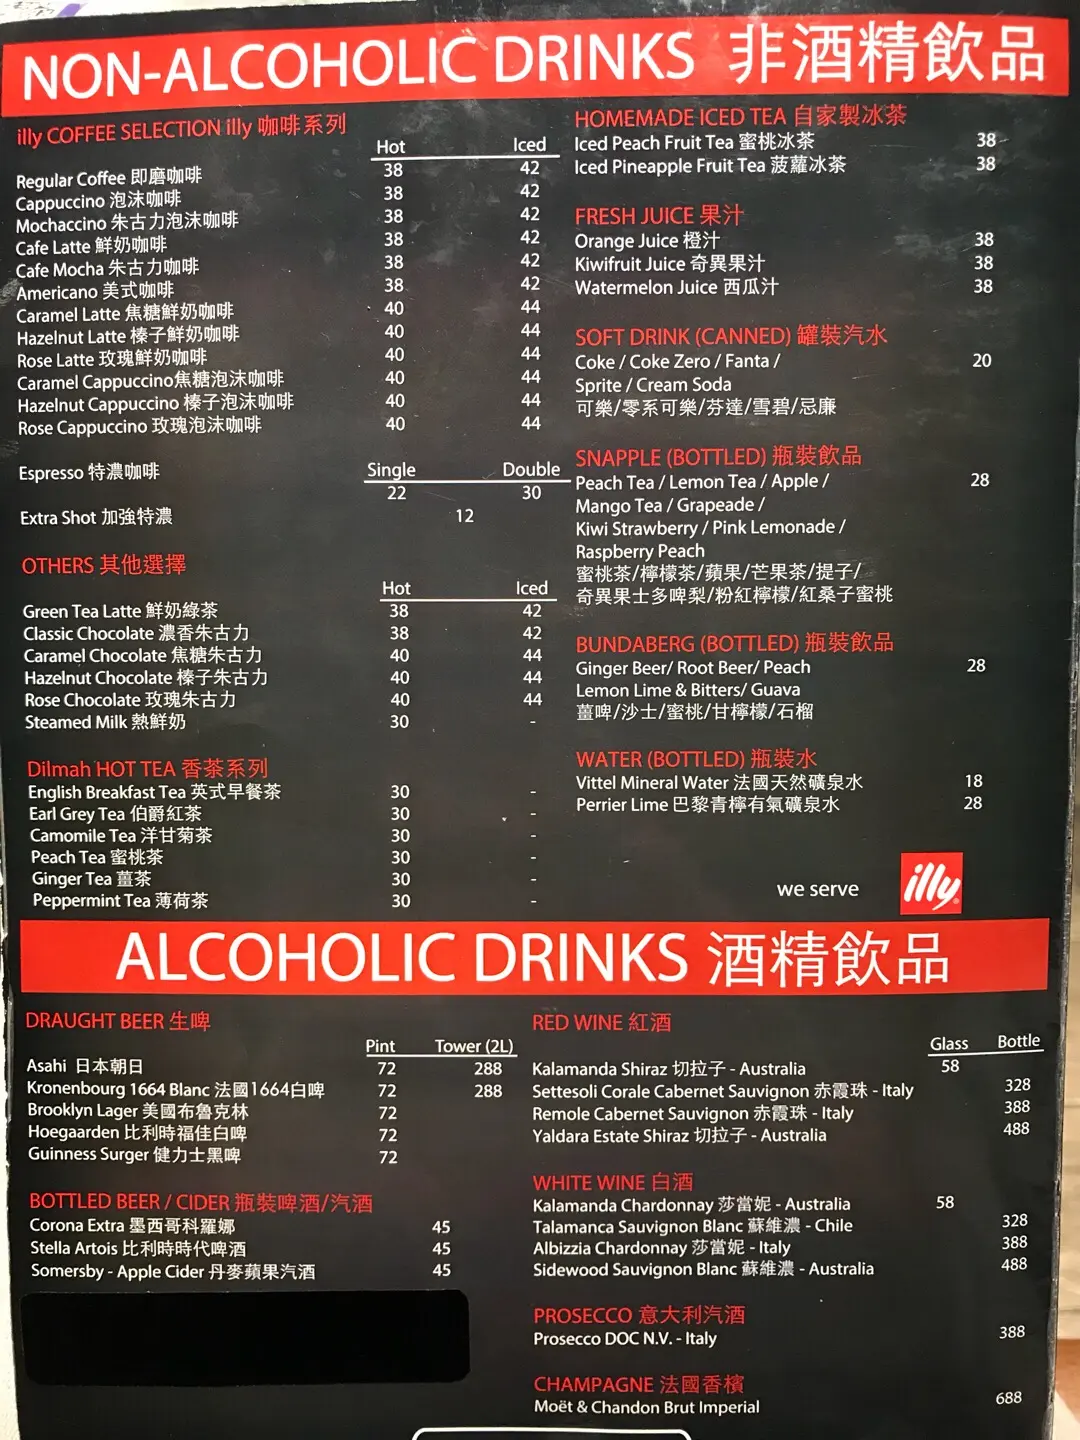 NON-ALCOHOLIC DRINKS 非酒精飲品
illy COFFEE SELECTION illy 咖啡系列
Hot Iced
Regular Coffee 即磨咖啡 38 42
Cappuccino 泡沫咖啡 38 42
Mochaccino 朱古力泡沫咖啡 38 42
Cafe Latte 鮮奶咖啡 38 42
Cafe Mocha 朱古力咖啡 38 42
Americano 美式咖啡 38 42
Caramel Latte 焦糖鮮奶咖啡 40 44
Hazelnut Latte 榛子鮮奶咖啡 40 44
Rose Latte 玫瑰鮮奶咖啡 40 44
Caramel Cappuccino焦糖泡沫咖啡 40 44
Hazelnut Cappuccino 榛子泡沫咖啡 40 44
Rose Cappuccino 玫瑰泡沫咖啡 40 44
Single Double
Espresso 特濃咖啡 22 30
Extra Shot 加強特濃 12
OTHERS 其他選擇
Hot Iced
Green Tea Latte 鮮奶綠茶 38 42
Classic Chocolate 濃香朱古力 38 42
Caramel Chocolate 焦糖朱古力 40 44
Hazelnut Chocolate 榛子朱古力 40 44
Rose Chocolate 玫瑰朱古力 40 44
Steamed Milk 熱鮮奶 30 -
Dilmah HOT TEA 香茶系列
English Breakfast Tea 英式早餐茶 30 -
Earl Grey Tea 伯爵紅茶 30 -
Camomile Tea 洋甘菊茶 30 -
Peach Tea 蜜桃茶 30 -
Ginger Tea 薑茶 30 -
Peppermint Tea 薄荷茶 30 -
HOMEMADE ICED TEA 自家製冰茶
Iced Peach Fruit Tea 蜜桃冰茶 38
Iced Pineapple Fruit Tea 菠蘿冰茶 38
FRESH JUICE 果汁
Orange Juice 橙汁 38
Kiwifruit Juice 奇異果汁 38
Watermelon Juice 西瓜汁 38
SOFT DRINK (CANNED) 罐裝汽水
Coke / Coke Zero / Fanta / 20
Sprite / Cream Soda
可樂/零系可樂/芬達/雪碧/忌廉
SNAPPLE (BOTTLED) 瓶裝飲品
Peach Tea / Lemon Tea / Apple / 28
Mango Tea / Grapeade /
Kiwi Strawberry / Pink Lemonade /
Raspberry Peach
蜜桃茶/檸檬茶/蘋果/芒果茶/提子/
奇異果士多啤梨/粉紅檸檬/紅桑子蜜桃
BUNDABERG (BOTTLED) 瓶裝飲品
Ginger Beer/ Root Beer/ Peach 28
Lemon Lime & Bitters/ Guava
薑啤/沙士/蜜桃/甘檸檬/石榴
WATER (BOTTLED) 瓶裝水
Vittel Mineral Water 法國天然礦泉水 18
Perrier Lime 巴黎青檸有氣礦泉水 28
we serve illy
ALCOHOLIC DRINKS 酒精飲品
DRAUGHT BEER 生啤
Pint Tower (2L)
Asahi 日本朝日 72 288
Kronenbourg 1664 Blanc 法國1664白啤 72 288
Brooklyn Lager 美國布魯克林 72
Hoegaarden 比利時福佳白啤 72
Guinness Surger 健力士黑啤 72
BOTTLED BEER / CIDER 瓶裝啤酒/汽酒
Corona Extra 墨西哥科羅娜 45
Stella Artois 比利時時代啤酒 45
Somersby - Apple Cider 丹麥蘋果汽酒 45
RED WINE 紅酒
Glass Bottle
Kalamanda Shiraz 切拉子 - Australia 58
Settesoli Corale Cabernet Sauvignon 赤霞珠 - Italy 328
Remole Cabernet Sauvignon 赤霞珠 - Italy 388
Yaldara Estate Shiraz 切拉子 - Australia 488
WHITE WINE 白酒
Kalamanda Chardonnay 莎當妮 - Australia 58
Talamanca Sauvignon Blanc 蘇維濃 - Chile 328
Albizzia Chardonnay 莎當妮 - Italy 388
Sidewood Sauvignon Blanc 蘇維濃 - Australia 488
PROSECCO 意大利汽酒
Prosecco DOC N.V. - Italy 388
CHAMPAGNE 法國香檳
Moët & Chandon Brut Imperial 688